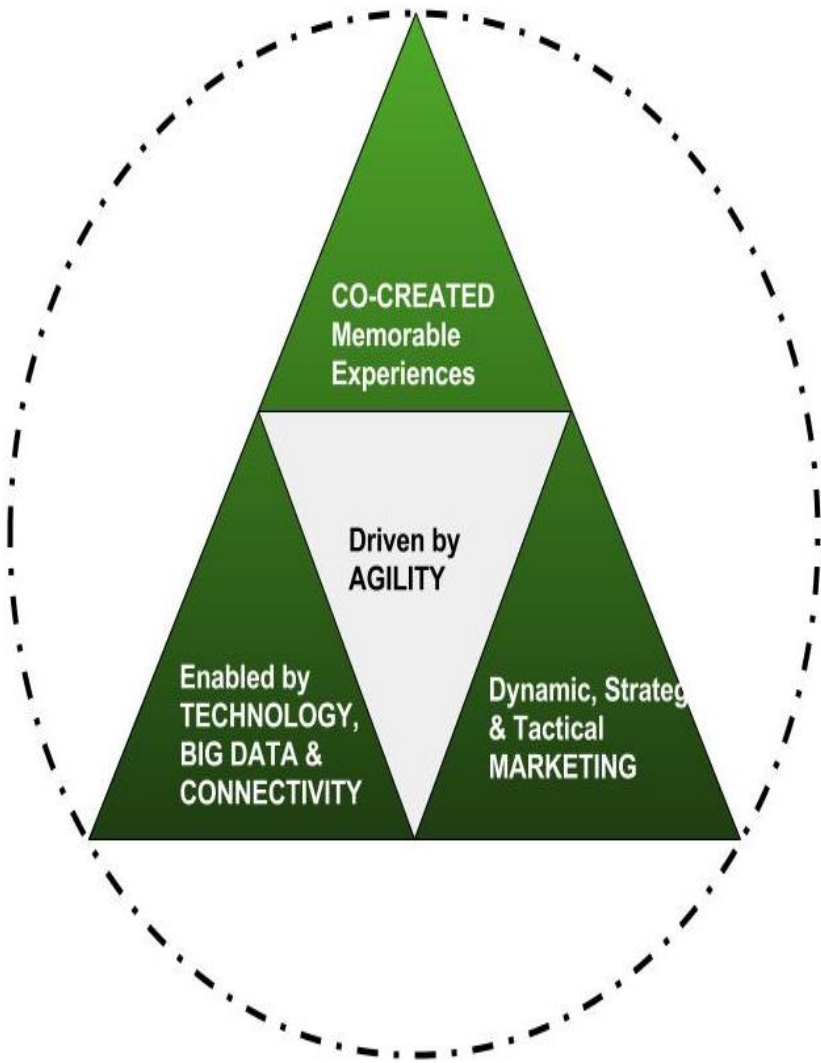 CO-CREATED
Memorable
Experiences
Driven by
AGILITY
Enabled by
TECHNOLOGY,
BIG DATA &
CONNECTIVITY
Dynamic, Strateg
& Tactical
MARKETING